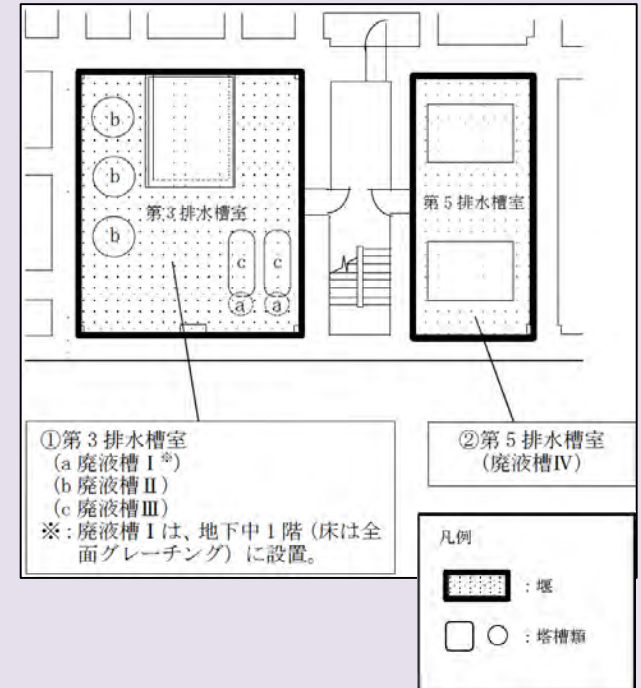 b
b
第3排水槽室
b
c
c
a
a
第5排水槽室
①第3排水槽室
(a 廃液槽Ⅰ※)
(b 廃液槽Ⅱ)
(c 廃液槽Ⅲ)
※：廃液槽Ⅰは、地下中1階（床は全
面グレーチング）に設置。
②第5排水槽室
(廃液槽Ⅳ)
凡例
：堰
：塔槽類